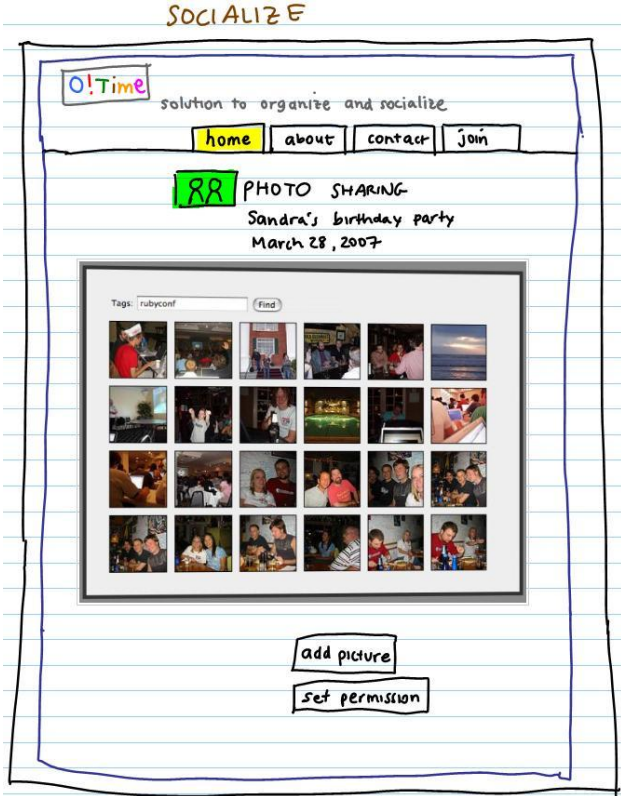 SOCIALIZE
O!Time
solution to organize and socialize
home about contact join
PHOTO SHARING
Sandra's birthday party
March 28, 2007
Tags: rubyconf Find
add picture
set permission